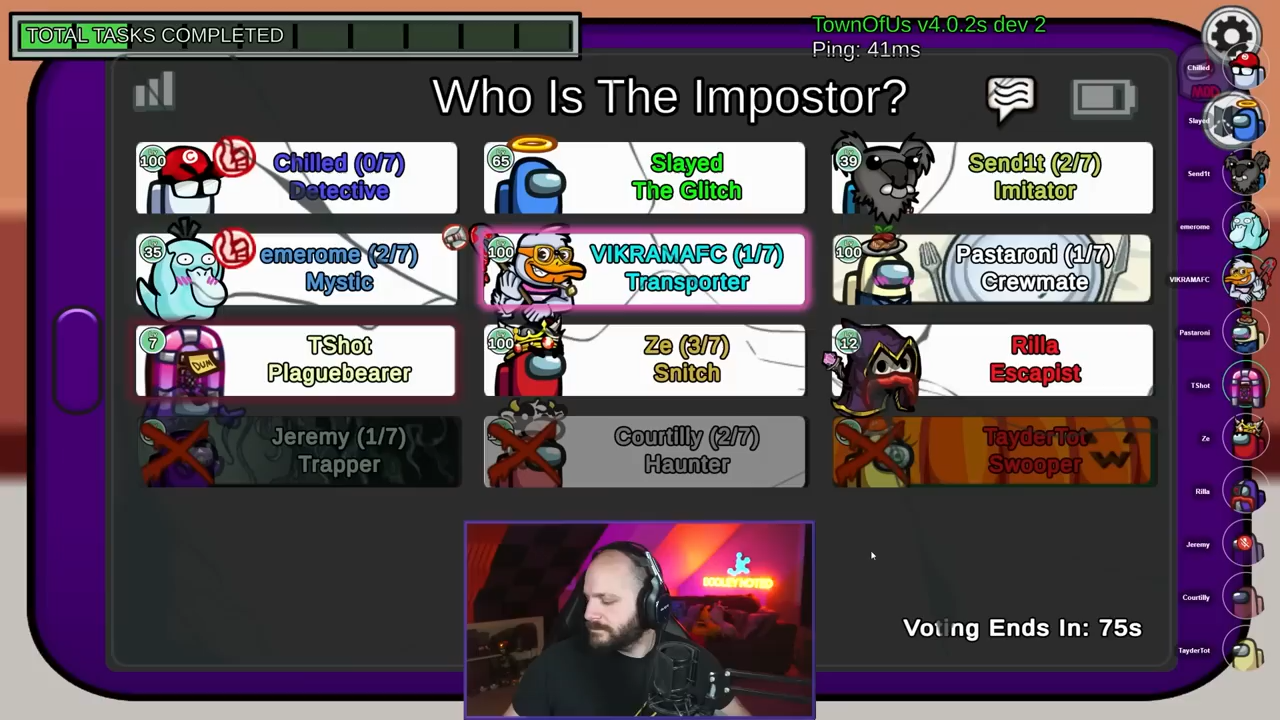 TOTAL TASKS COMPLETED
TownOfUs v4.0.2s dev 2
Ping: 41ms
Who Is The Impostor?
100
Chilled (0/7)
Detective
65
Slayed
The Glitch
39
Send1t (2/7)
Imitator
35
emerome (2/7)
Mystic
100
VIKRAMAFC (1/7)
Transporter
100
Pastaroni (1/7)
Crewmate
7
DUM
TShot
Plaguebearer
100
Ze (3/7)
Snitch
12
Rilla
Escapist
Jeremy (1/7)
Trapper
Courtilly (2/7)
Haunter
TayderTot
Swooper
Voting Ends In: 75s
Chilled
Slayed
Send1t
emerome
VIKRAMAFC
Pastaroni
TShot
Ze
Rilla
Jeremy
Courtilly
TayderTot